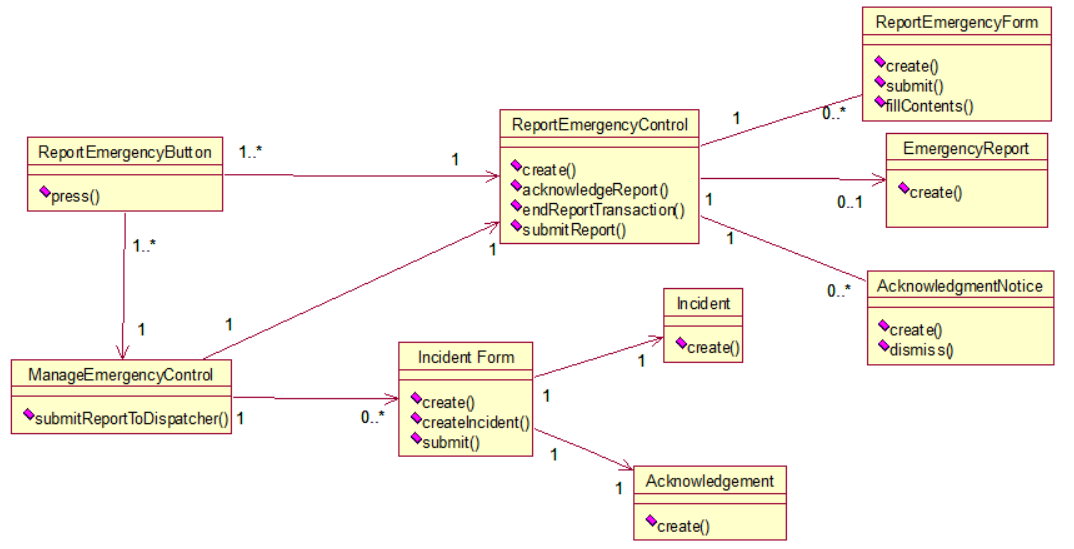 ReportEmergencyForm
create()
submit()
fillContents()
ReportEmergencyControl
create()
acknowledgeReport()
endReportTransaction()
submitReport()
1
0..*
EmergencyReport
create()
1
0..1
ReportEmergencyButton
press()
1..*
1
1..*
1
1
1
1
0..*
AcknowledgmentNotice
create()
dismiss()
Incident
create()
ManageEmergencyControl
submitReportToDispatcher()
1
0..*
Incident Form
create()
createIncident()
submit()
1
1
1
1
Acknowledgement
create()